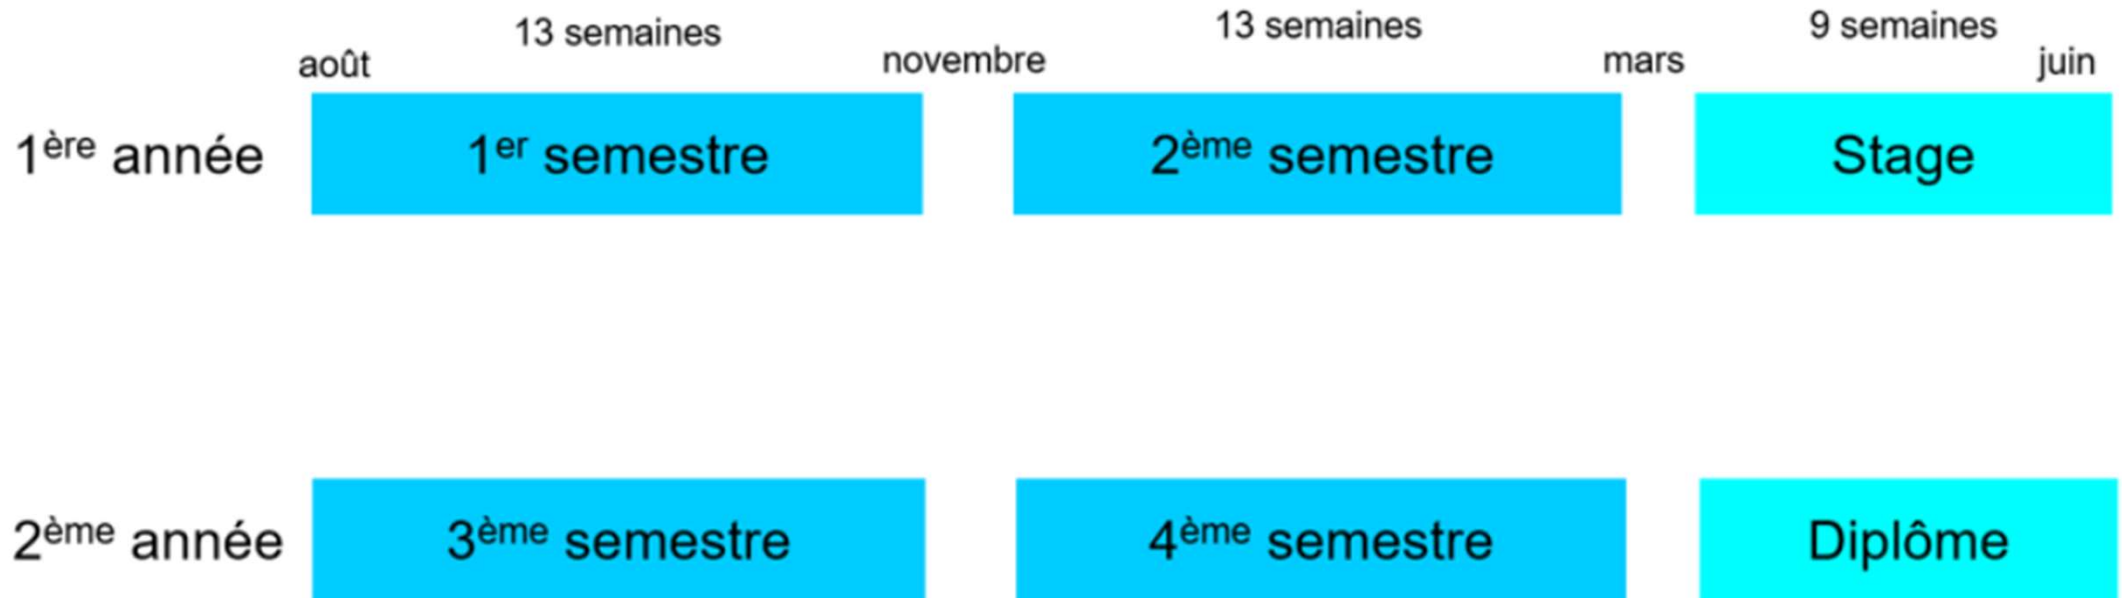 13 semaines 13 semaines 9 semaines
août novembre mars juin
1ère année 1er semestre 2ème semestre Stage
2ème année 3ème semestre 4ème semestre Diplôme